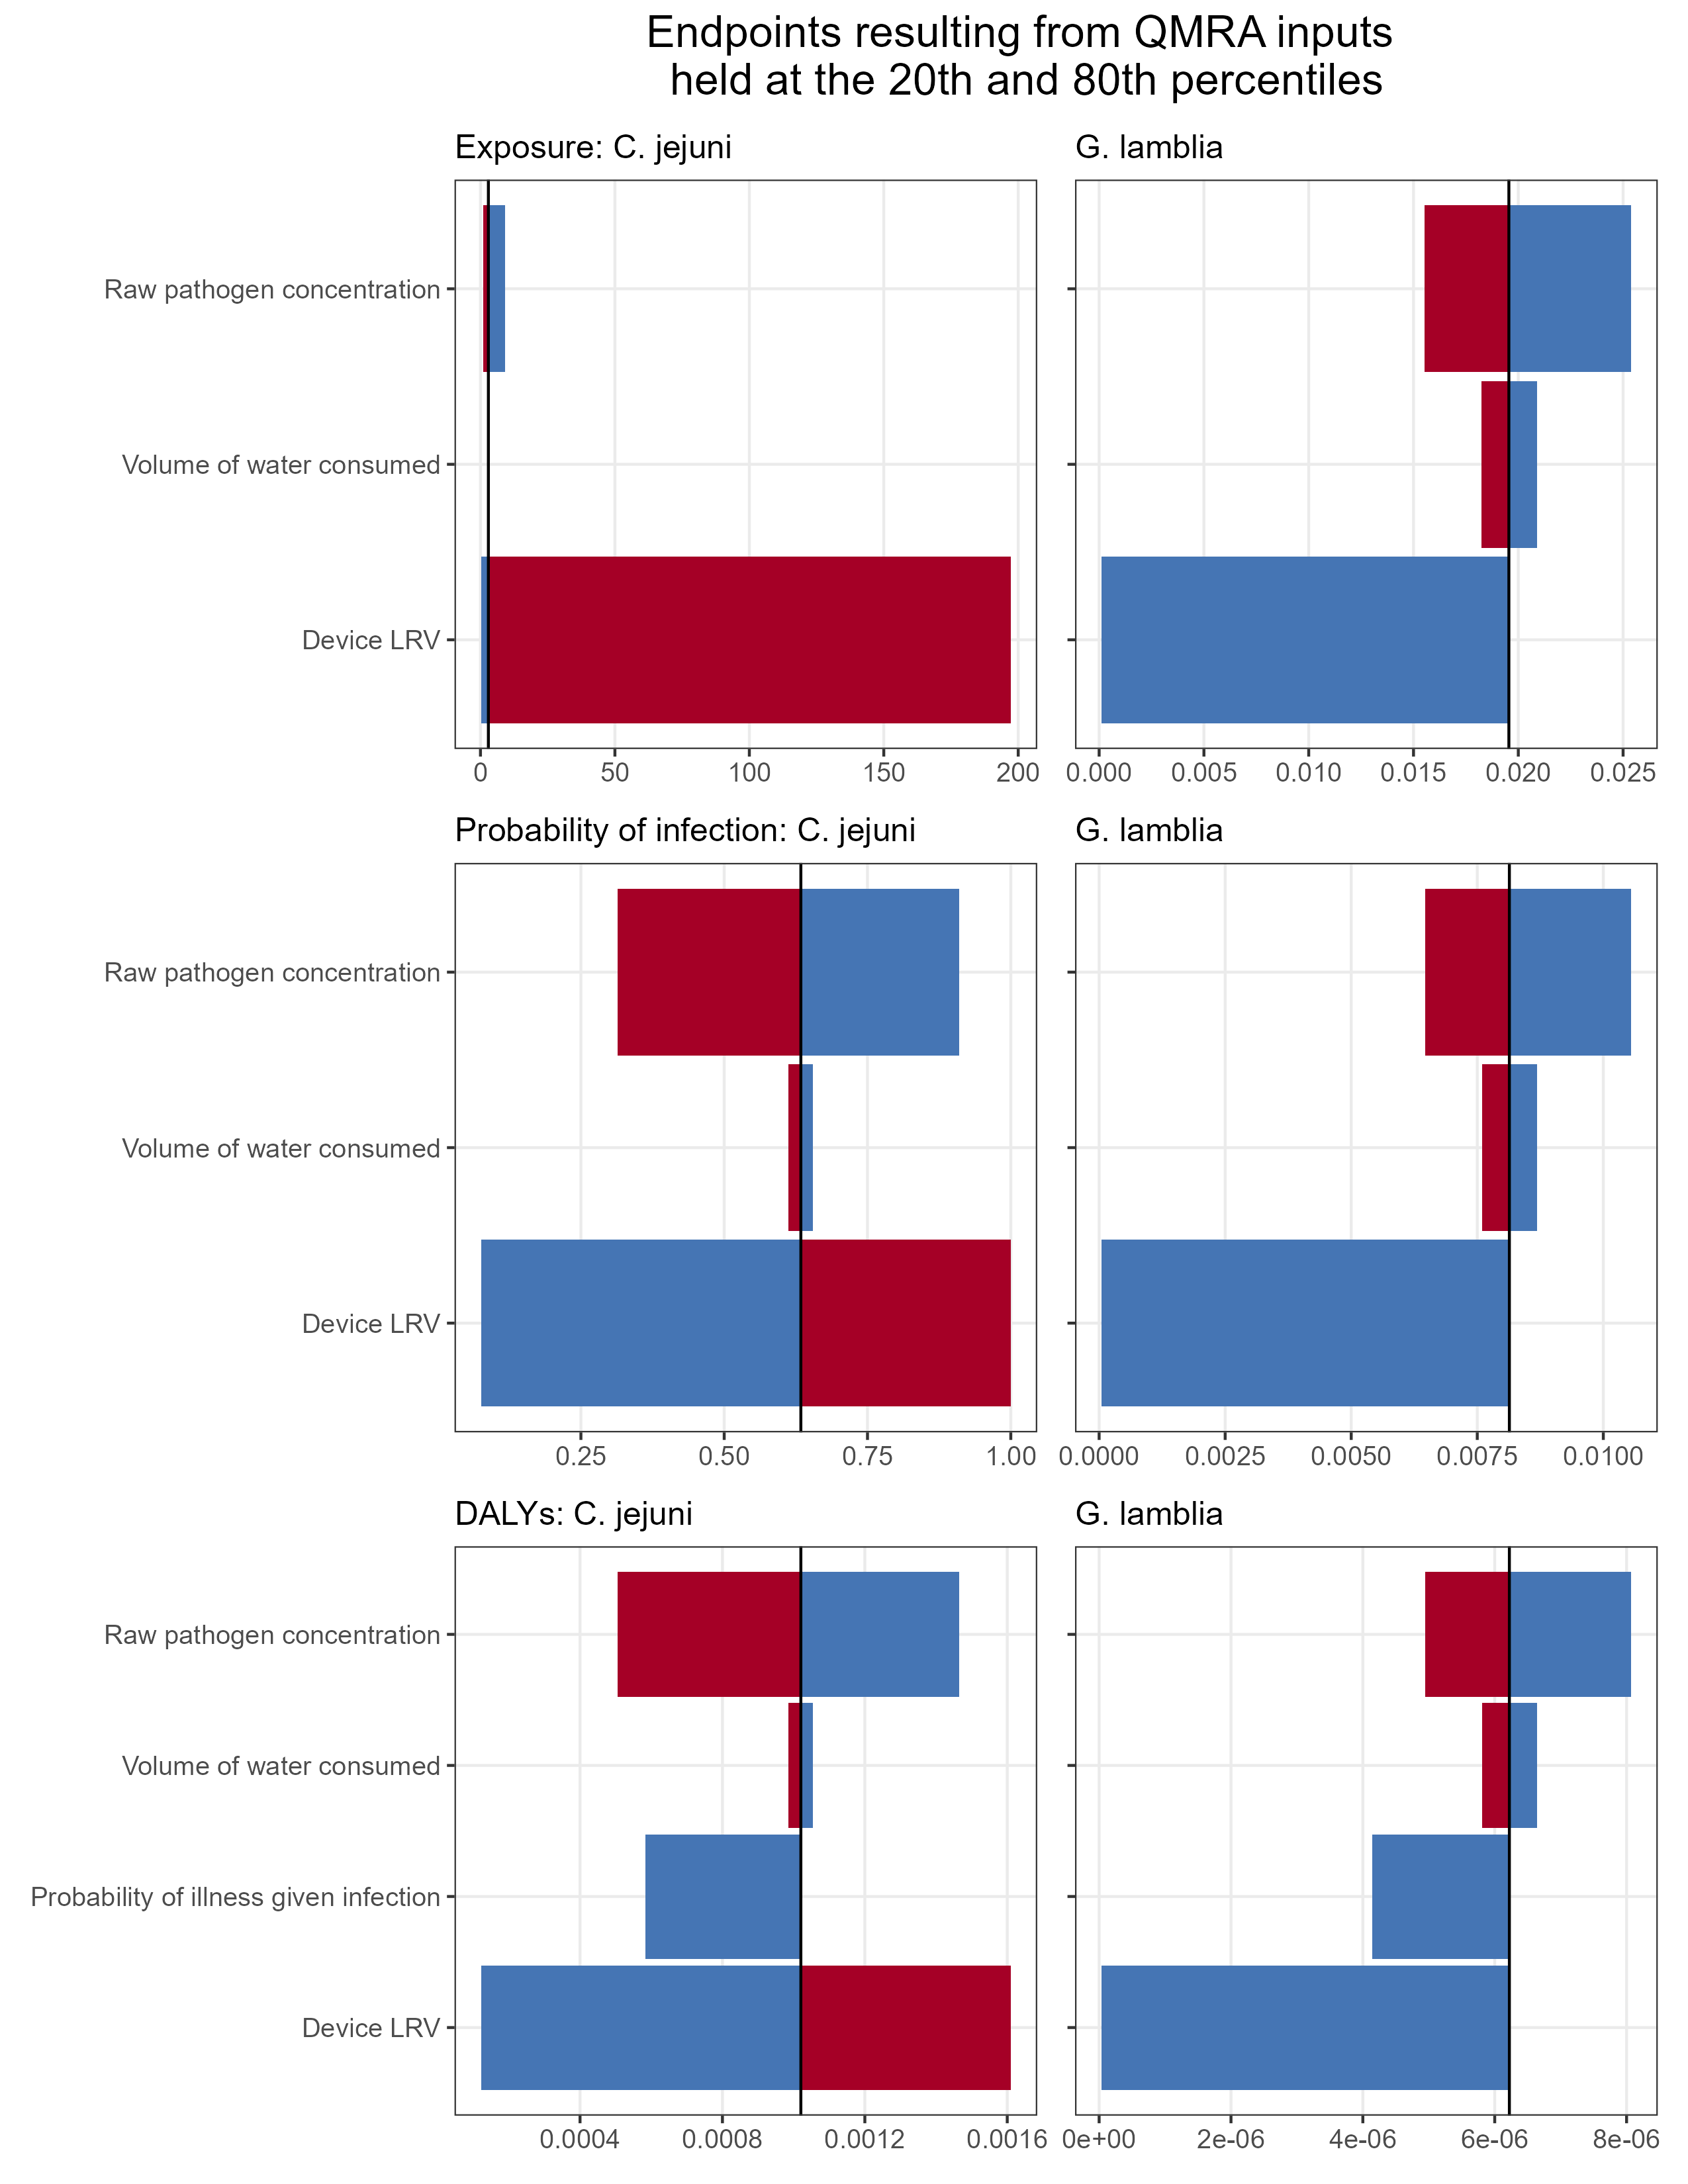 Endpoints resulting from QMRA inputs
held at the 20th and 80th percentiles
Exposure: C. jejuni
G. lamblia
Raw pathogen concentration
Volume of water consumed
Device LRV
0 50 100 150 200
0.000 0.005 0.010 0.015 0.020 0.025
Probability of infection: C. jejuni
G. lamblia
Raw pathogen concentration
Volume of water consumed
Device LRV
0.25 0.50 0.75 1.00
0.0000 0.0025 0.0050 0.0075 0.0100
DALYs: C. jejuni
G. lamblia
Raw pathogen concentration
Volume of water consumed
Probability of illness given infection
Device LRV
0.0004 0.0008 0.0012 0.0016
0e+00 2e-06 4e-06 6e-06 8e-06